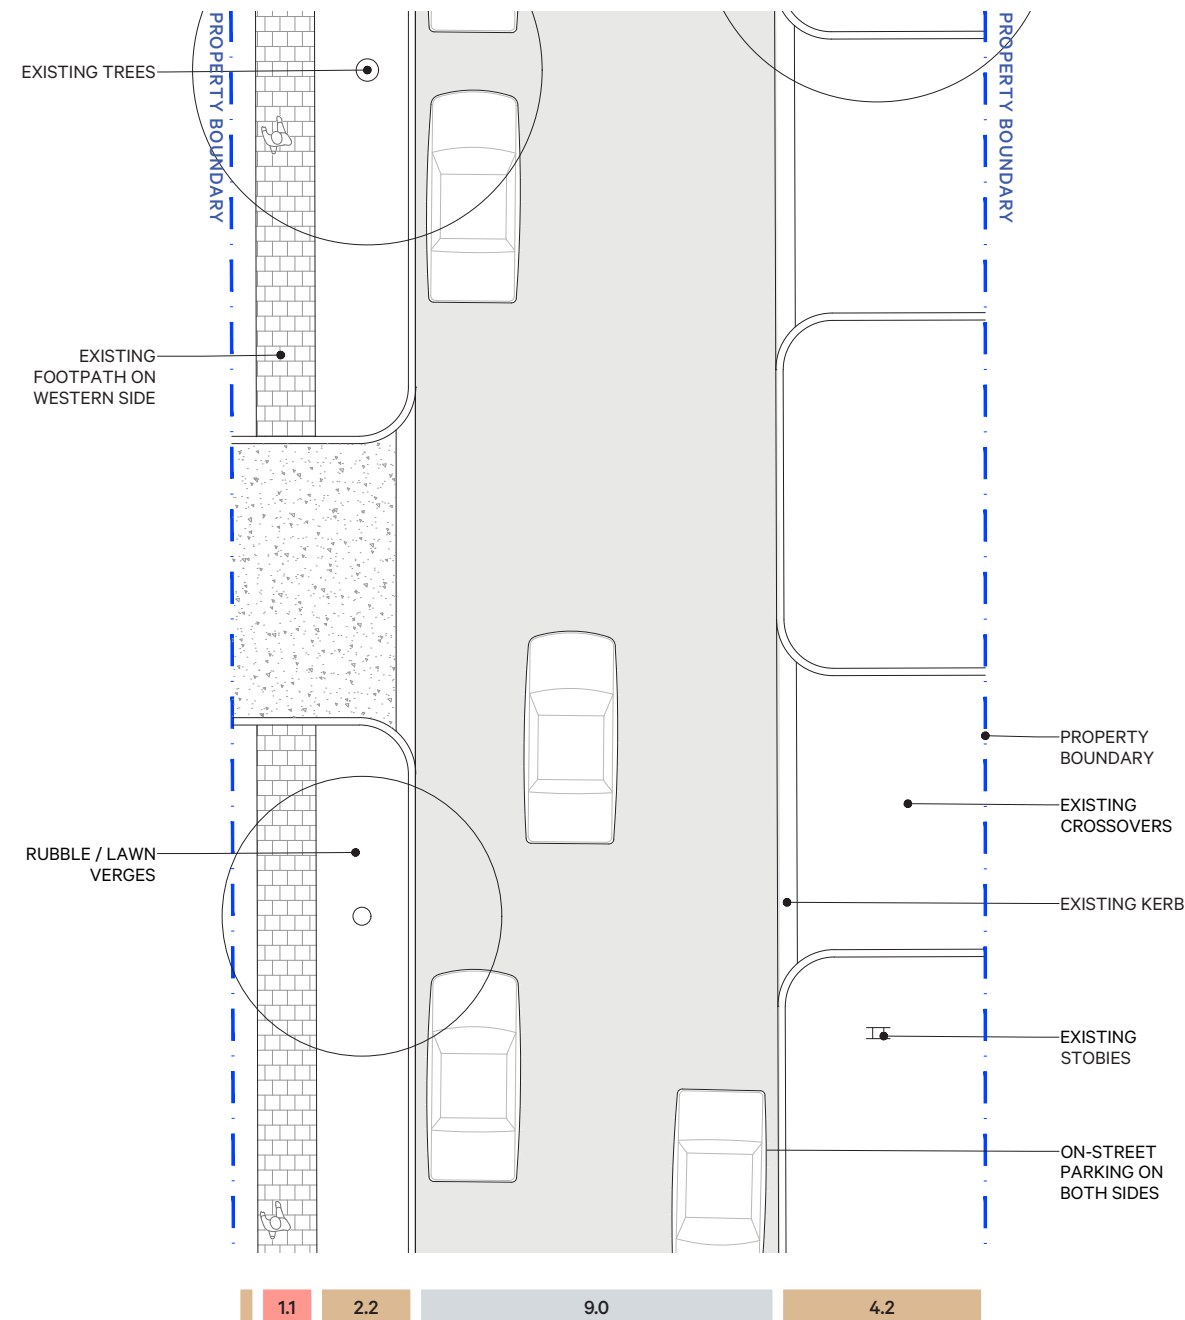 PROPERTY BOUNDARY
PROPERTY BOUNDARY
EXISTING TREES
EXISTING
FOOTPATH ON
WESTERN SIDE
RUBBLE / LAWN
VERGES
PROPERTY
BOUNDARY
EXISTING
CROSSOVERS
EXISTING KERB
EXISTING
STOBIES
ON-STREET
PARKING ON
BOTH SIDES
1.1
2.2
9.0
4.2